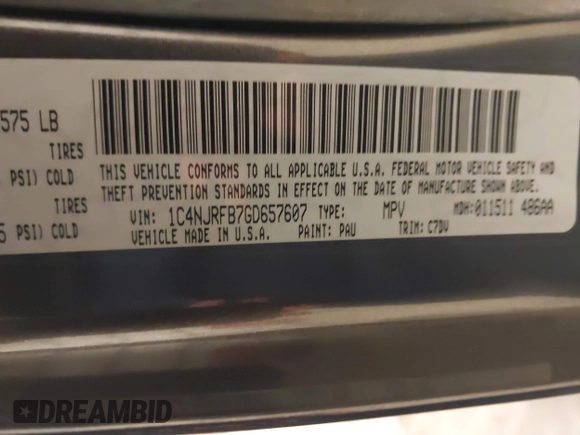 575 LB
TIRES
PSI) COLD
TIRES
5 PSI) COLD
THIS VEHICLE CONFORMS TO ALL APPLICABLE U.S.A. FEDERAL MOTOR VEHICLE SAFETY AND
THEFT PREVENTION STANDARDS IN EFFECT ON THE DATE OF MANUFACTURE SHOWN ABOVE.
VIN: 1C4NJRFB7GD657607 TYPE: MPV MDH:011511 486AA
VEHICLE MADE IN U.S.A. PAINT: PAU TRIM: C7DV
DREAMBID